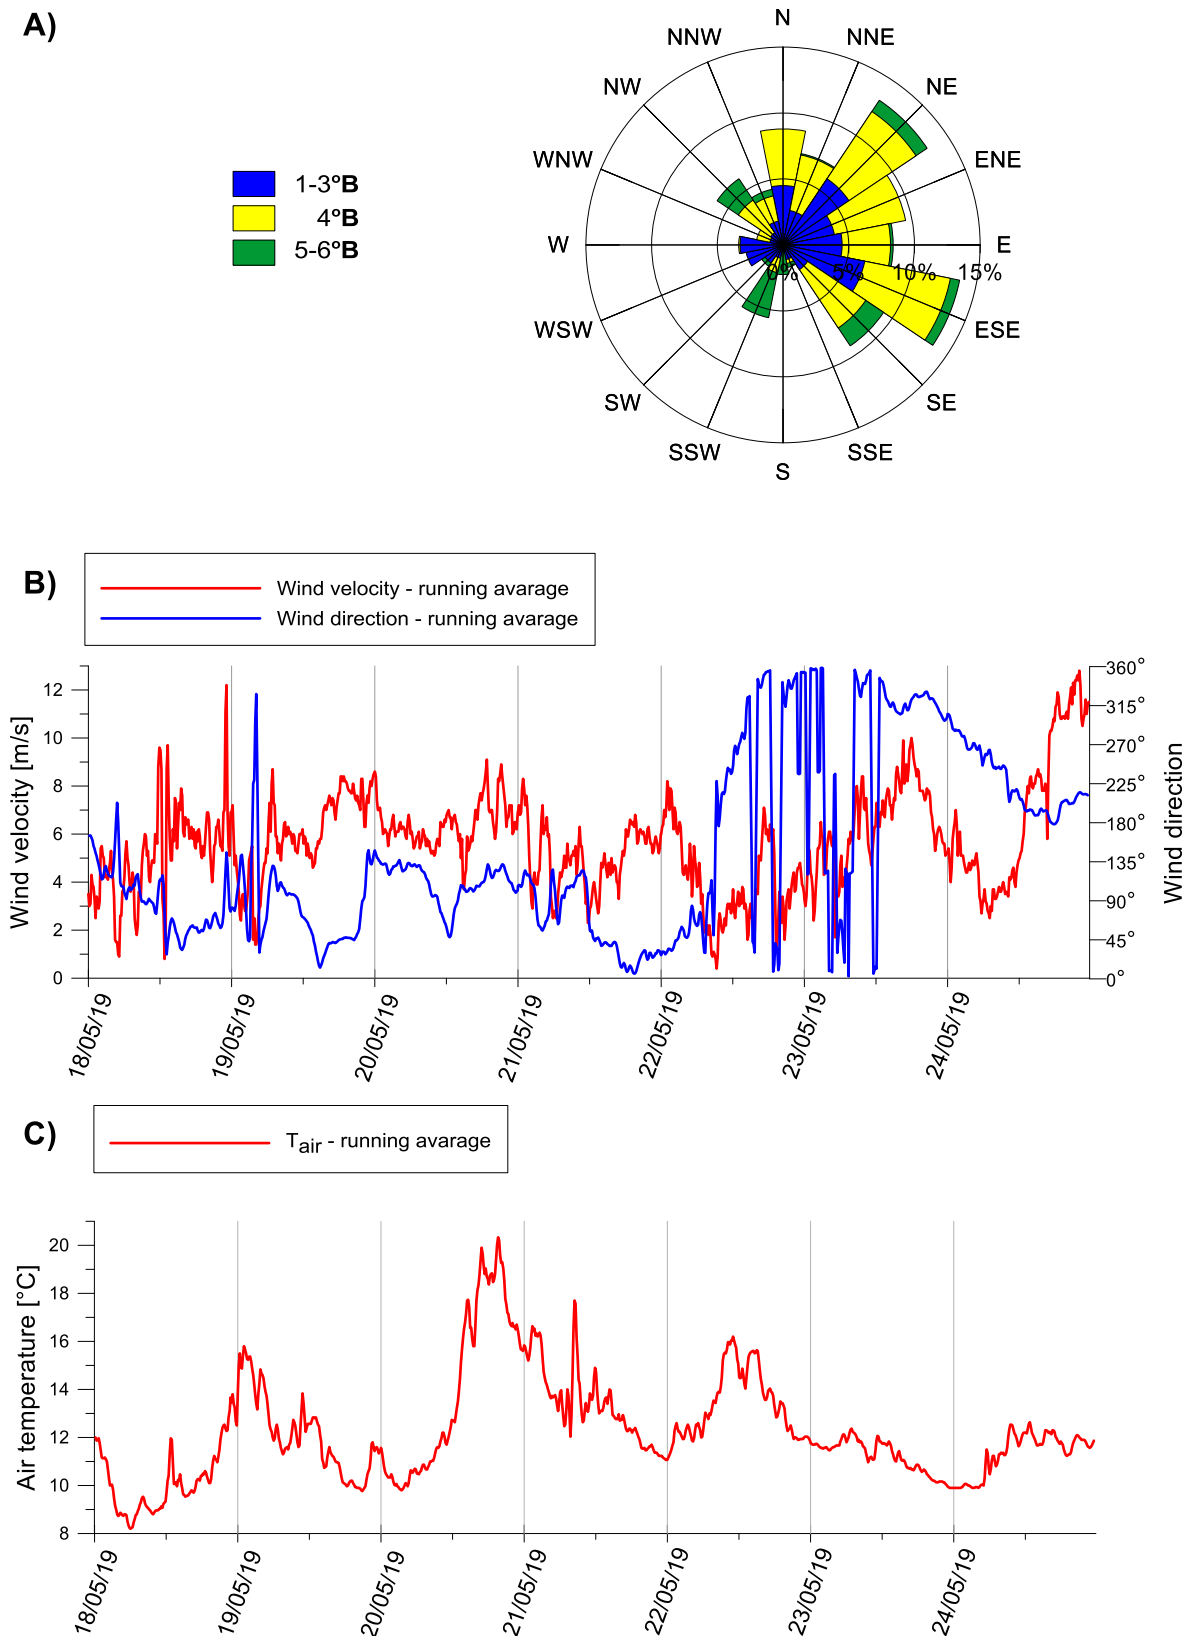 A)
N
NNW
NNE
NW
NE
WNW
ENE
1-3°B
4°B
5-6°B
W
E
0%
5%
10%
15%
WSW
ESE
SW
SE
SSW
SSE
S
B)
Wind velocity - running avarage
Wind direction - running avarage
Wind velocity [m/s]
12
10
8
6
4
2
0
360°
315°
270°
225°
180°
135°
90°
45°
0°
Wind direction
18/05/19
19/05/19
20/05/19
21/05/19
22/05/19
23/05/19
24/05/19
C)
Tair - running avarage
Air temperature [°C]
20
18
16
14
12
10
8
18/05/19
19/05/19
20/05/19
21/05/19
22/05/19
23/05/19
24/05/19